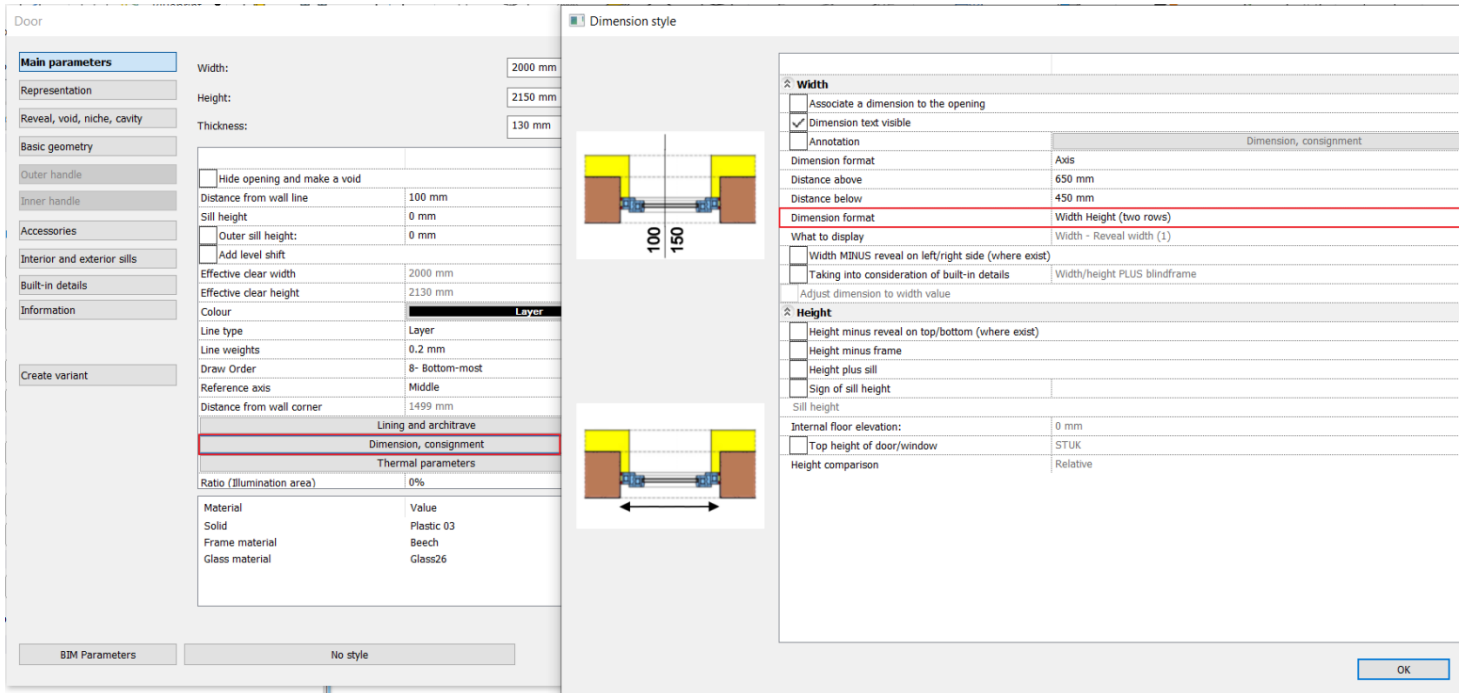 Door
Main parameters
Representation
Reveal, void, niche, cavity
Basic geometry
Outer handle
Inner handle
Accessories
Interior and exterior sills
Built-in details
Information
Create variant
Width: 2000 mm
Height: 2150 mm
Thickness: 130 mm
Hide opening and make a void
Distance from wall line 100 mm
Sill height 0 mm
Outer sill height: 0 mm
Add level shift
Effective clear width 2000 mm
Effective clear height 2130 mm
Colour Layer
Line type Layer
Line weights 0.2 mm
Draw Order 8- Bottom-most
Reference axis Middle
Distance from wall corner 1499 mm
Lining and architrave
Dimension, consignment
Thermal parameters
Ratio (Illumination area) 0%
Material Value
Solid Plastic 03
Frame material Beech
Glass material Glass26
BIM Parameters
No style
Dimension style
100
150
Width
Associate a dimension to the opening
Dimension text visible
Annotation Dimension, consignment
Dimension format Axis
Distance above 650 mm
Distance below 450 mm
Dimension format Width Height (two rows)
What to display Width - Reveal width (1)
Width MINUS reveal on left/right side (where exist)
Taking into consideration of built-in details Width/height PLUS blindframe
Adjust dimension to width value
Height
Height minus reveal on top/bottom (where exist)
Height minus frame
Height plus sill
Sign of sill height
Sill height
Internal floor elevation: 0 mm
Top height of door/window STUK
Height comparison Relative
OK